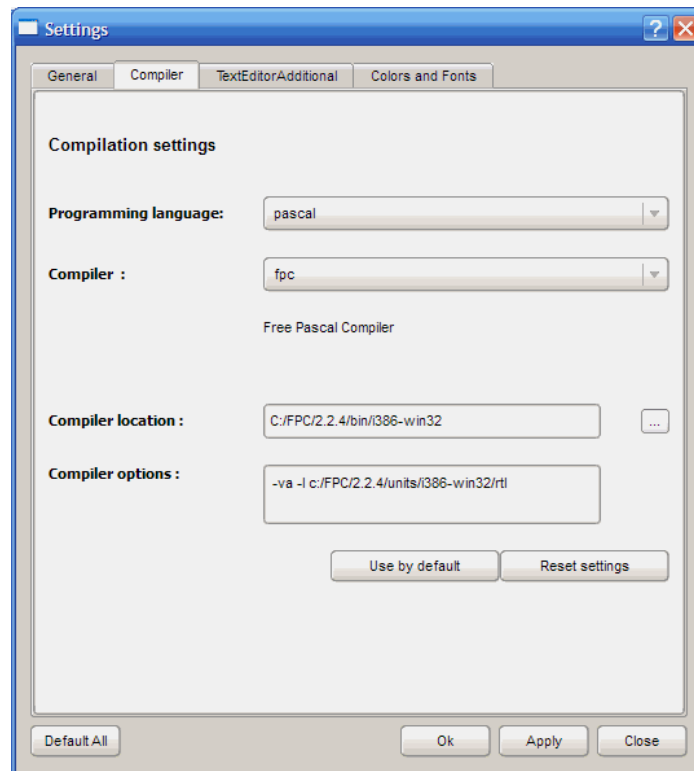 Settings
General Compiler TextEditorAdditional Colors and Fonts
Compilation settings
Programming language: pascal
Compiler : fpc
Free Pascal Compiler
Compiler location : C:/FPC/2.2.4/bin/i386-win32 ...
Compiler options : -va -I c:/FPC/2.2.4/units/i386-win32/rtl
Use by default Reset settings
Default All Ok Apply Close